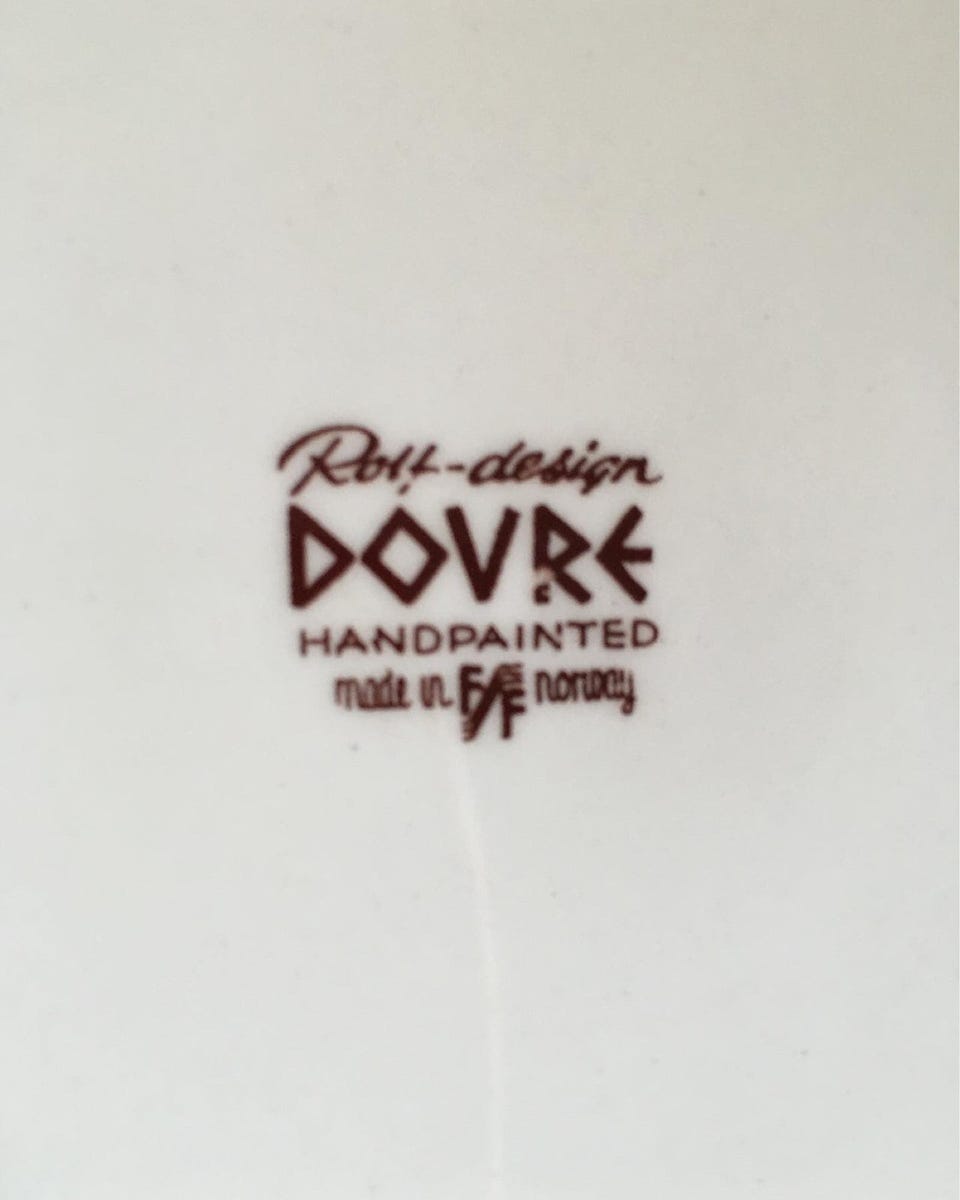 Rolf-design
DOVRE
HANDPAINTED
made in F/F norway